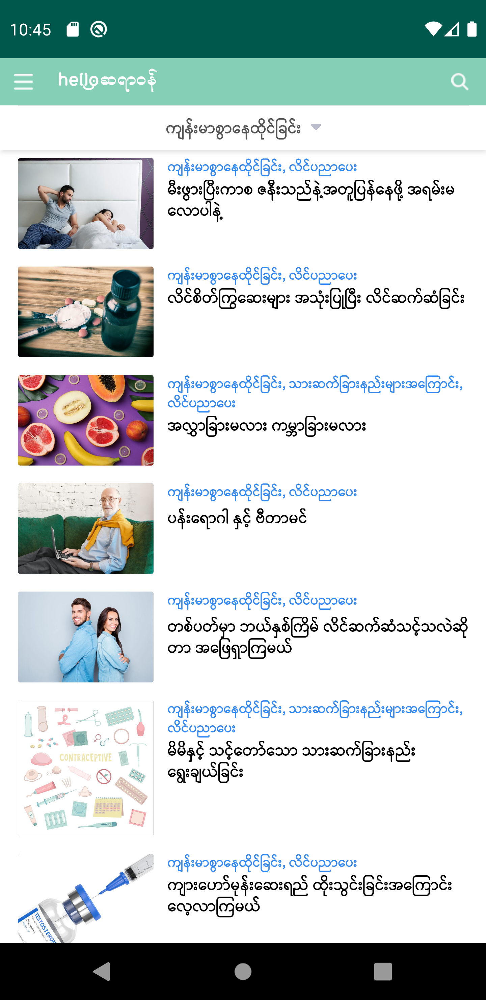 10:45
helloဆရာဝန်
ကျန်းမာစွာနေထိုင်ခြင်း
ကျန်းမာစွာနေထိုင်ခြင်း, လိင်ပညာပေး
မီးဖွားပြီးကာစ ဇနီးသည်နဲ့အတူပြန်နေဖို့ အရမ်းမ
လောပါနဲ့
ကျန်းမာစွာနေထိုင်ခြင်း, လိင်ပညာပေး
လိင်စိတ်ကြွဆေးများ အသုံးပြုပြီး လိင်ဆက်ဆံခြင်း
ကျန်းမာစွာနေထိုင်ခြင်း, သားဆက်ခြားနည်းများအကြောင်း,
လိင်ပညာပေး
အလွှာခြားမလား ကမ္ဘာခြားမလား
ကျန်းမာစွာနေထိုင်ခြင်း, လိင်ပညာပေး
ပန်းရောဂါ နှင့် ဗီတာမင်
ကျန်းမာစွာနေထိုင်ခြင်း, လိင်ပညာပေး
တစ်ပတ်မှာ ဘယ်နှစ်ကြိမ် လိင်ဆက်ဆံသင့်သလဲဆို
တာ အဖြေရှာကြမယ်
CONTRACEPTIVE
ကျန်းမာစွာနေထိုင်ခြင်း, သားဆက်ခြားနည်းများအကြောင်း,
လိင်ပညာပေး
မိမိနှင့် သင့်တော်သော သားဆက်ခြားနည်း
ရွေးချယ်ခြင်း
ကျန်းမာစွာနေထိုင်ခြင်း, လိင်ပညာပေး
ကျားဟော်မုန်းဆေးရည် ထိုးသွင်းခြင်းအကြောင်း
လေ့လာကြမယ်
1 2
TESTOSTERON
200mg/mL